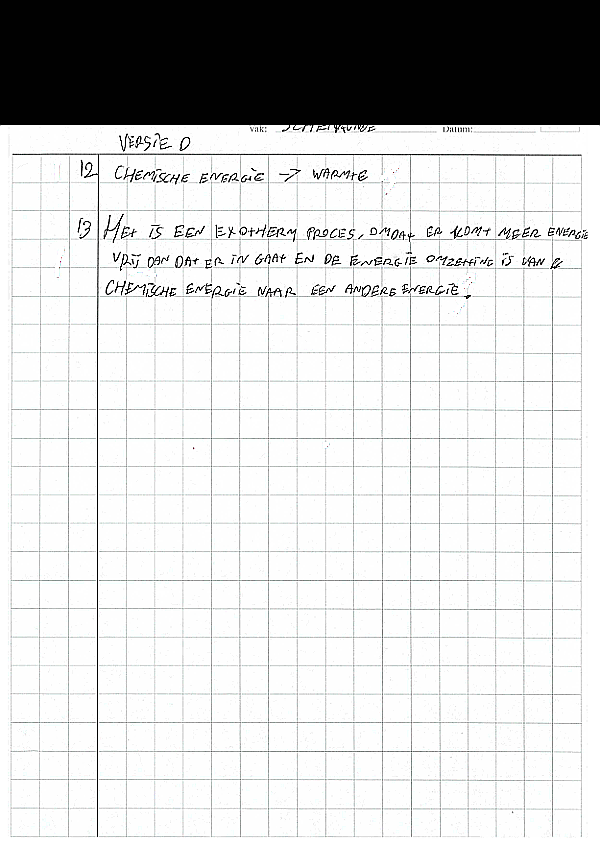 Vak: SCHEIKUNDE Datum:
VERSIE D
12 CHEMISCHE ENERGIE → WARMTE
13 HET IS EEN EXOTHERM PROCES, OMDAT ER KOMT MEER ENERGIE
VRIJ DAN DAT ER IN GAAT EN DE ENERGIE OMZETTING IS VAN
CHEMISCHE ENERGIE NAAR EEN ANDERE ENERGIE.